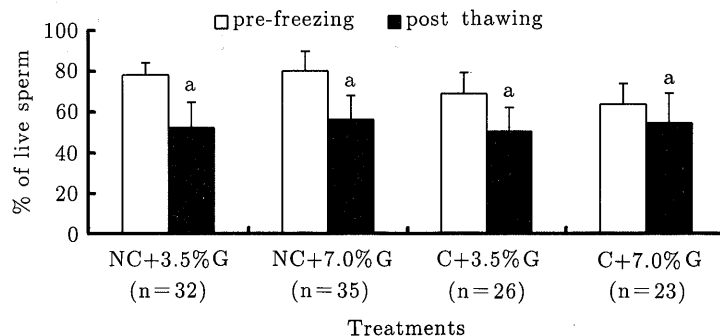 pre-freezing post thawing
% of live sperm
100
80
60
40
20
0
a a a a
NC+3.5%G NC+7.0%G C+3.5%G C+7.0%G
(n=32) (n=35) (n=26) (n=23)
Treatments